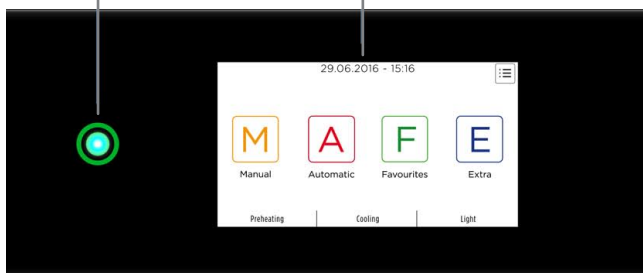 29.06.2016 - 15:16
M A F E
Manual Automatic Favourites Extra
Preheating Cooling Light